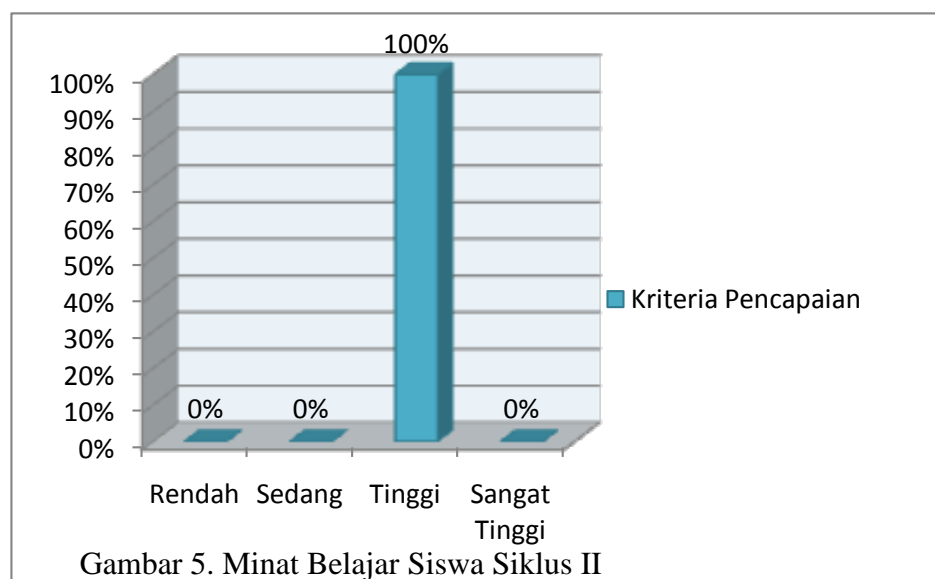 100%
100%
90%
80%
70%
60%
50%
40%
30%
20%
10%
0%
0%
0%
0%
Rendah
Sedang
Tinggi
Sangat
Tinggi
Kriteria Pencapaian
Gambar 5. Minat Belajar Siswa Siklus II